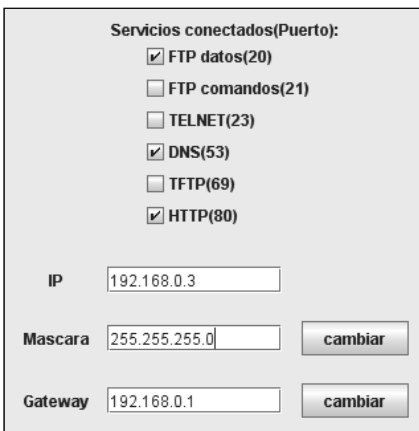 Servicios conectados(Puerto):
FTP datos(20)
FTP comandos(21)
TELNET(23)
DNS(53)
TFTP(69)
HTTP(80)
IP 192.168.0.3
Mascara 255.255.255.0 cambiar
Gateway 192.168.0.1 cambiar